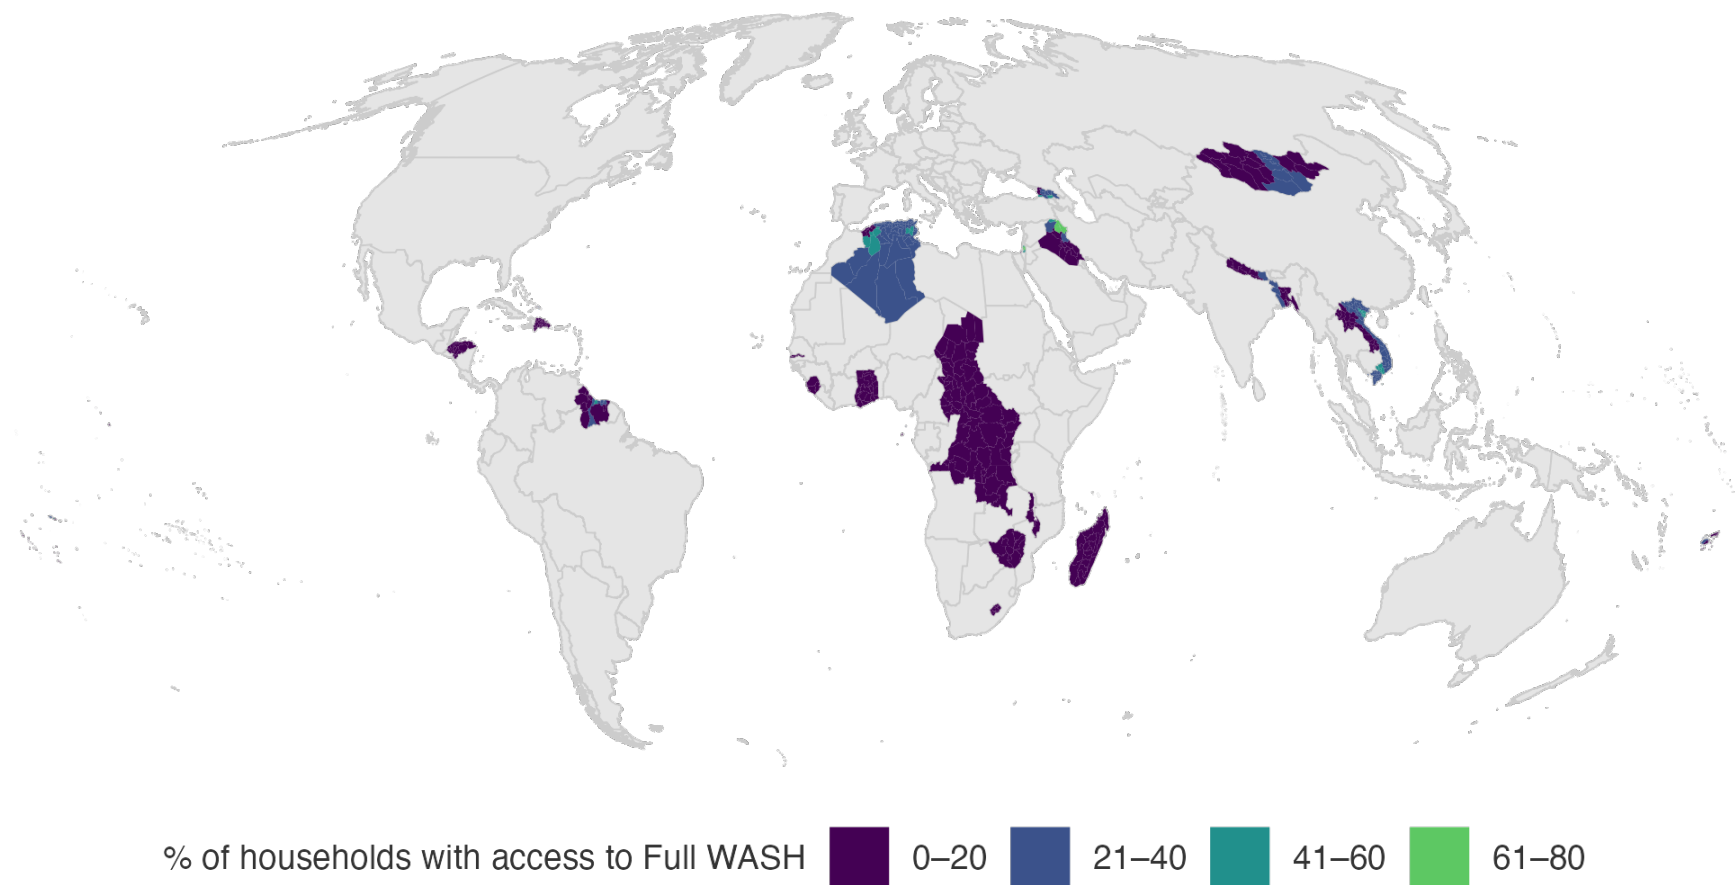 % of households with access to Full WASH 0–20 21–40 41–60 61–80